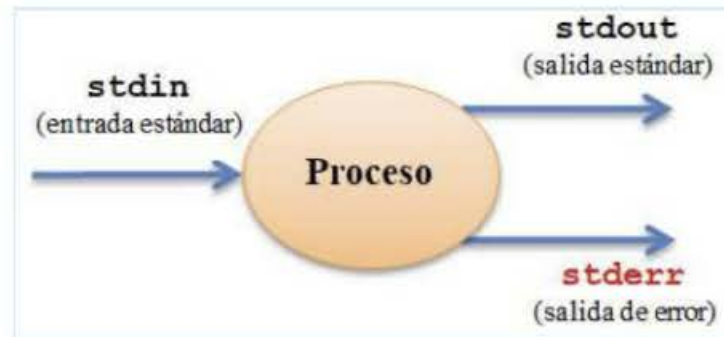 stdin
(entrada estándar)
Proceso
stdout
(salida estándar)
stderr
(salida de error)